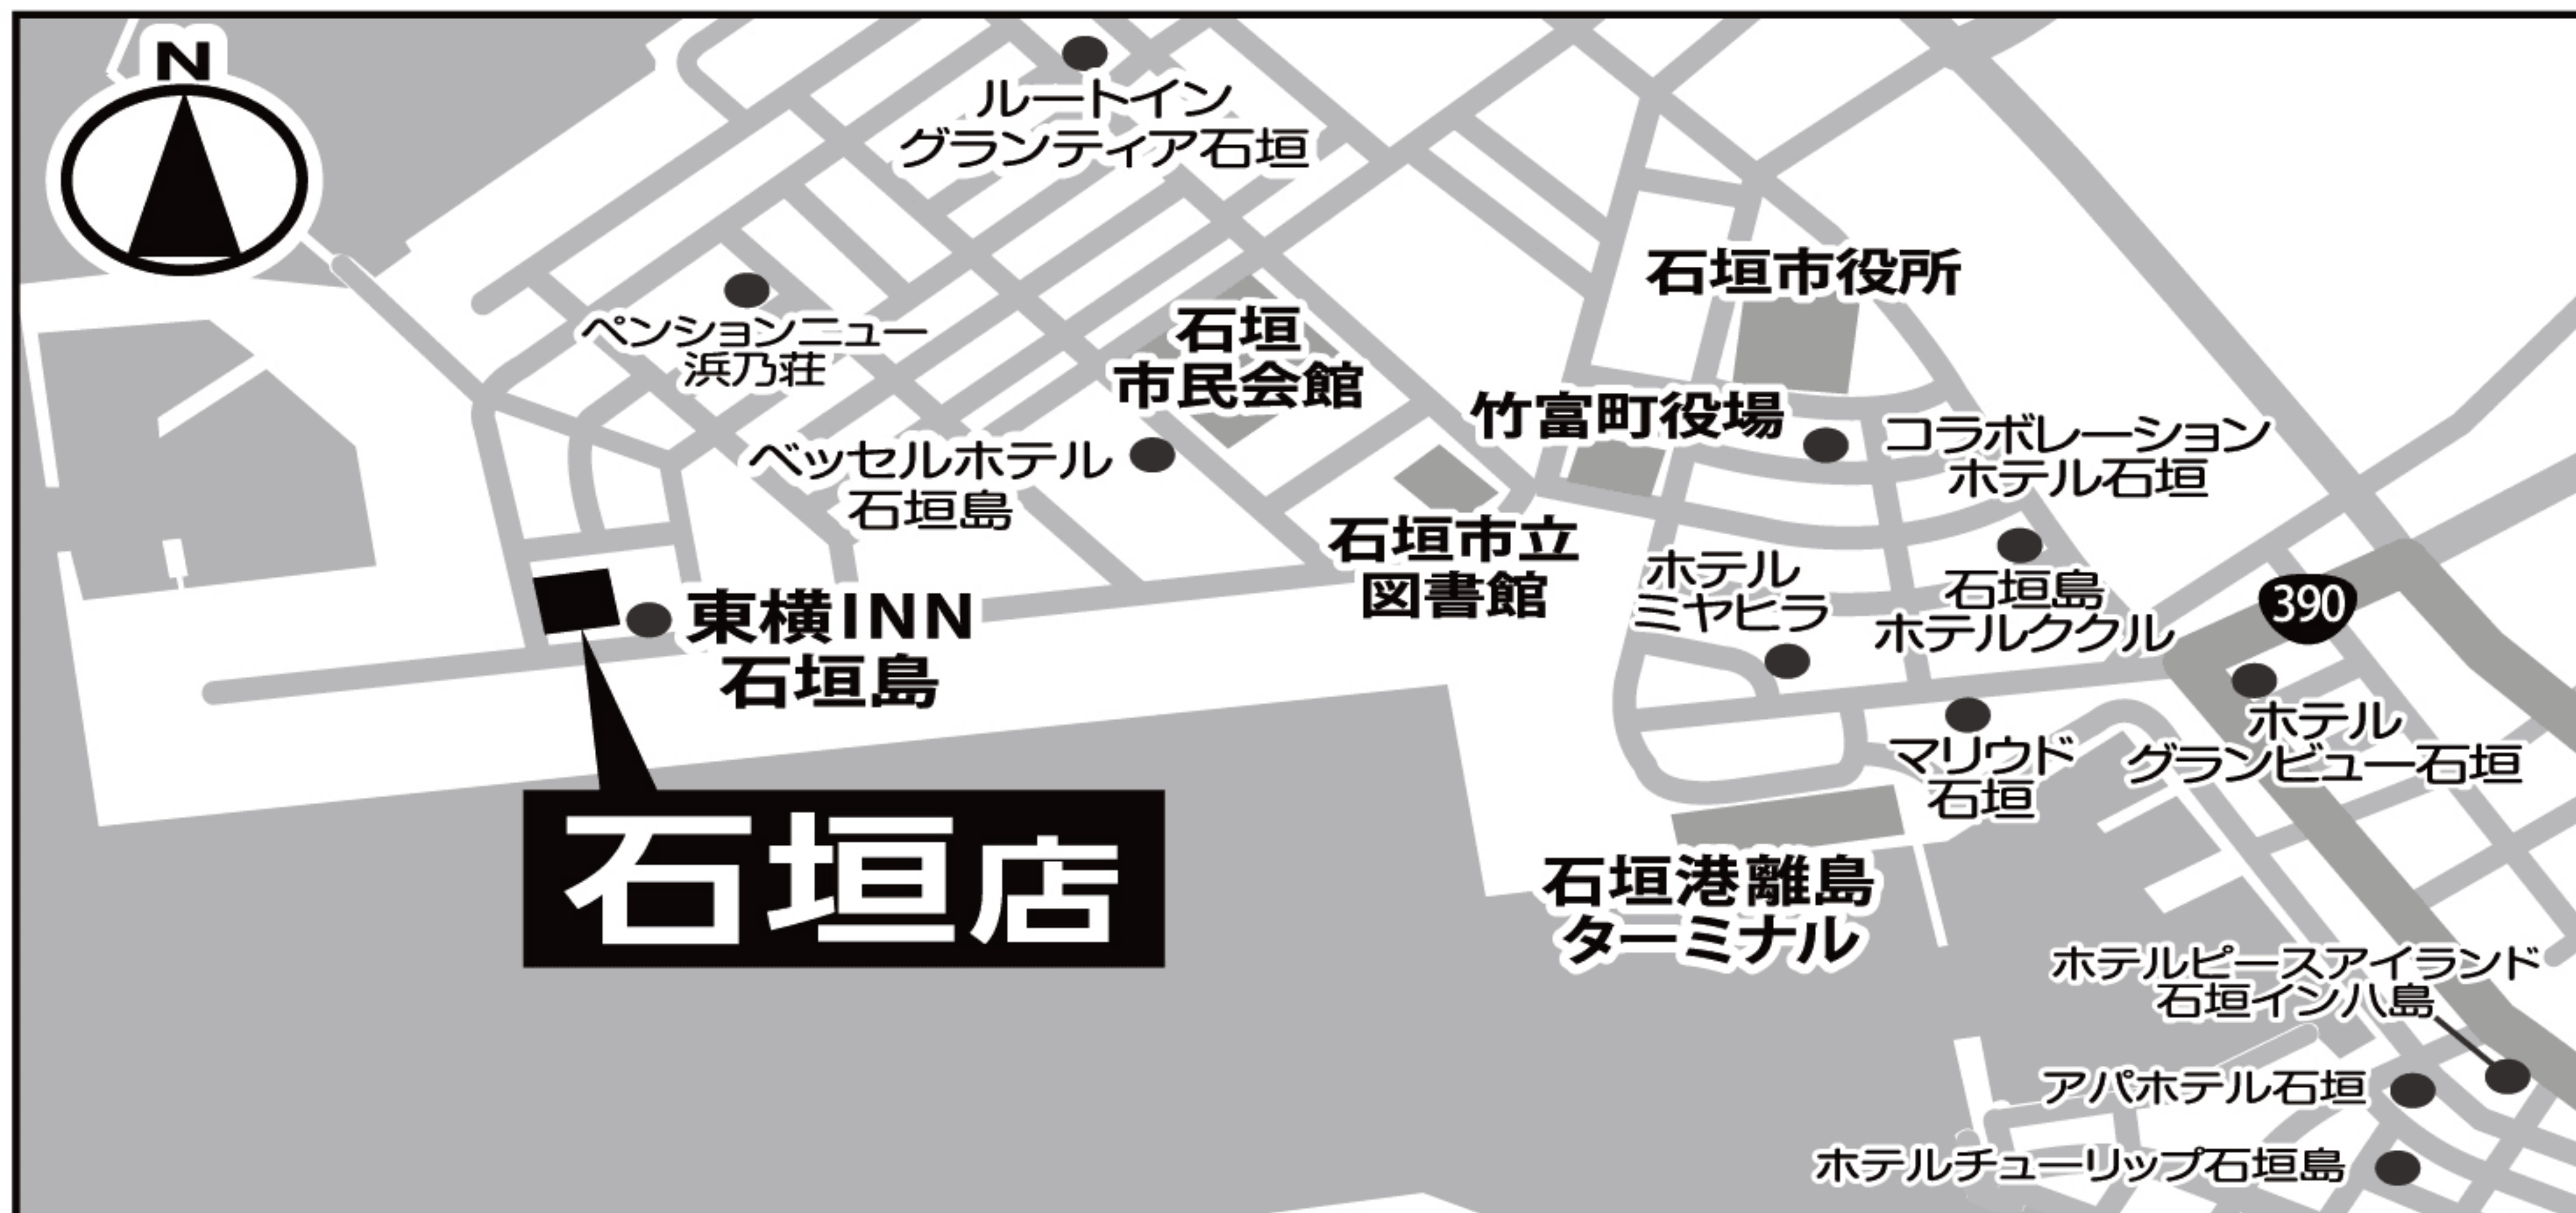 N
ルートイン
グランティア石垣
石垣市役所
ペンションニュー
浜乃荘
石垣
市民会館
竹富町役場
コラボレーション
ホテル石垣
ベッセルホテル
石垣島
石垣市立
図書館
ホテル
ミヤヒラ
石垣島
ホテルククル
390
東横INN
石垣島
ホテル
グランビュー石垣
マリウド
石垣
石垣店
石垣港離島
ターミナル
ホテルピースアイランド
石垣イン八島
アパホテル石垣
ホテルチューリップ石垣島